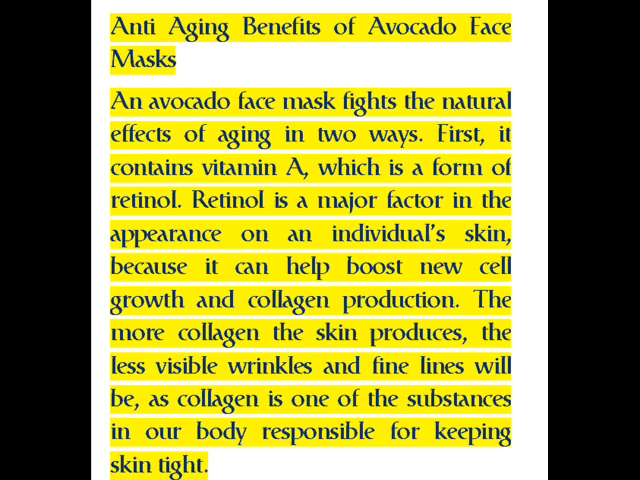 Anti Aging Benefits of Avocado Face
Masks
An avocado face mask fights the natural
effects of aging in two ways. First, it
contains vitamin A, which is a form of
retinol. Retinol is a major factor in the
appearance on an individual's skin,
because it can help boost new cell
growth and collagen production. The
more collagen the skin produces, the
less visible wrinkles and fine lines will
be, as collagen is one of the substances
in our body responsible for keeping
skin tight.